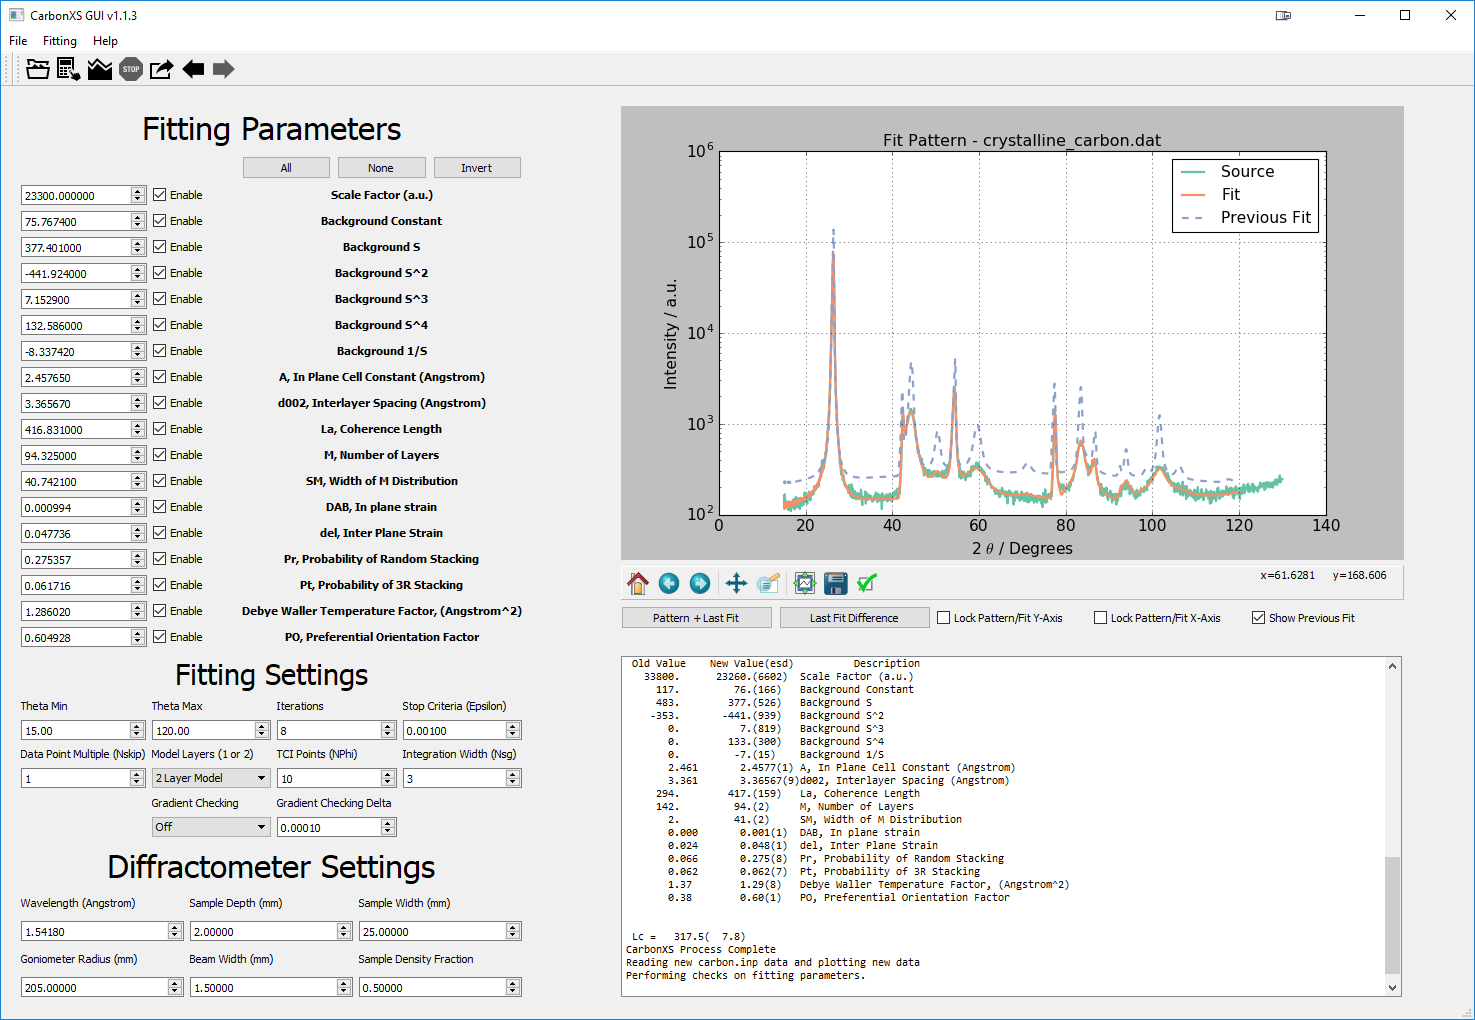 CarbonXS GUI v1.1.3
File Fitting Help
STOP
Fitting Parameters
All None Invert
23300.000000 Enable Scale Factor (a.u.)
75.767400 Enable Background Constant
377.401000 Enable Background S
-441.924000 Enable Background S^2
7.152900 Enable Background S^3
132.586000 Enable Background S^4
-8.337420 Enable Background 1/S
2.457650 Enable A, In Plane Cell Constant (Angstrom)
3.365670 Enable d002, Interlayer Spacing (Angstrom)
416.831000 Enable La, Coherence Length
94.325000 Enable M, Number of Layers
40.742100 Enable SM, Width of M Distribution
0.000994 Enable DAB, In plane strain
0.047736 Enable del, Inter Plane Strain
0.275357 Enable Pr, Probability of Random Stacking
0.061716 Enable Pt, Probability of 3R Stacking
1.286020 Enable Debye Waller Temperature Factor, (Angstrom^2)
0.604928 Enable PO, Preferential Orientation Factor
Fitting Settings
Theta Min Theta Max Iterations Stop Criteria (Epsilon)
15.00 120.00 8 0.00100
Data Point Multiple (Nskip) Model Layers (1 or 2) TCI Points (NPhi) Integration Width (Nsg)
1 2 Layer Model 10 3
Gradient Checking Gradient Checking Delta
Off 0.00010
Diffractometer Settings
Wavelength (Angstrom) Sample Depth (mm) Sample Width (mm)
1.54180 2.00000 25.00000
Goniometer Radius (mm) Beam Width (mm) Sample Density Fraction
205.00000 1.50000 0.50000
Fit Pattern - crystalline_carbon.dat
10^6
10^5
10^4
10^3
10^2
Intensity / a.u.
Source
Fit
Previous Fit
0 20 40 60 80 100 120 140
2 θ / Degrees
x=61.6281 y=168.606
Pattern + Last Fit Last Fit Difference Lock Pattern/Fit Y-Axis Lock Pattern/Fit X-Axis Show Previous Fit
Old Value New Value(esd) Description
33800. 23260.(6602) Scale Factor (a.u.)
117. 76.(166) Background Constant
483. 377.(526) Background S
-353. -441.(939) Background S^2
0. 7.(819) Background S^3
0. 133.(300) Background S^4
0. -7.(15) Background 1/S
2.461 2.4577(1) A, In Plane Cell Constant (Angstrom)
3.361 3.36567(9)d002, Interlayer Spacing (Angstrom)
294. 417.(159) La, Coherence Length
142. 94.(2) M, Number of Layers
2. 41.(2) SM, Width of M Distribution
0.000 0.001(1) DAB, In plane strain
0.024 0.048(1) del, Inter Plane Strain
0.066 0.275(8) Pr, Probability of Random Stacking
0.062 0.062(7) Pt, Probability of 3R Stacking
1.37 1.29(8) Debye Waller Temperature Factor, (Angstrom^2)
0.38 0.60(1) PO, Preferential Orientation Factor
Lc = 317.5( 7.8)
CarbonXS Process Complete
Reading new carbon.inp data and plotting new data
Performing checks on fitting parameters.